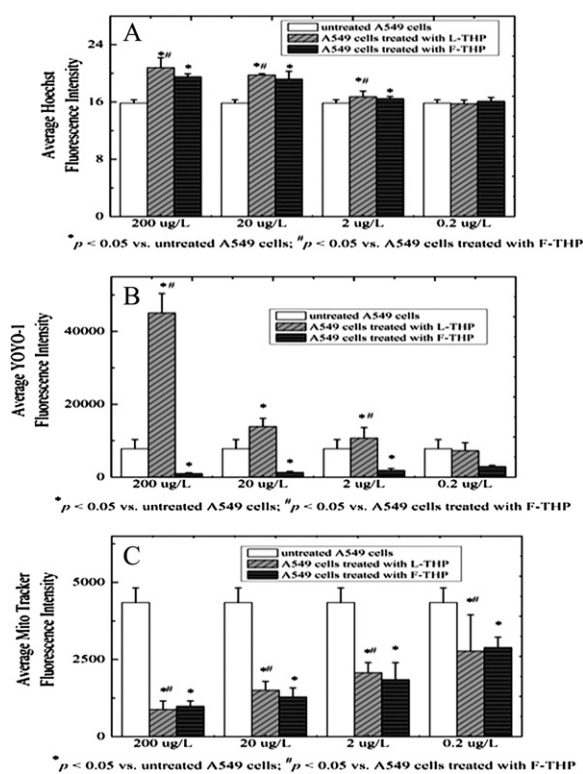 A
untreated A549 cells
A549 cells treated with L-THP
A549 cells treated with F-THP
Average Hoechst
Fluorescence Intensity
24
16
8
0
*#
*
*#
*
*#
*
200 ug/L
20 ug/L
2 ug/L
0.2 ug/L
*p < 0.05 vs. untreated A549 cells; #p < 0.05 vs. A549 cells treated with F-THP
B
untreated A549 cells
A549 cells treated with L-THP
A549 cells treated with F-THP
Average YOYO-1
Fluorescence Intensity
40000
20000
0
*#
*
*
*
*#
*
200 ug/L
20 ug/L
2 ug/L
0.2 ug/L
*p < 0.05 vs. untreated A549 cells; #p < 0.05 vs. A549 cells treated with F-THP
C
untreated A549 cells
A549 cells treated with L-THP
A549 cells treated with F-THP
Average Mito Tracker
Fluorescence Intensity
5000
2500
0
*#
*
*#
*
*#
*
*#
*
200 ug/L
20 ug/L
2 ug/L
0.2 ug/L
*p < 0.05 vs. untreated A549 cells; #p < 0.05 vs. A549 cells treated with F-THP